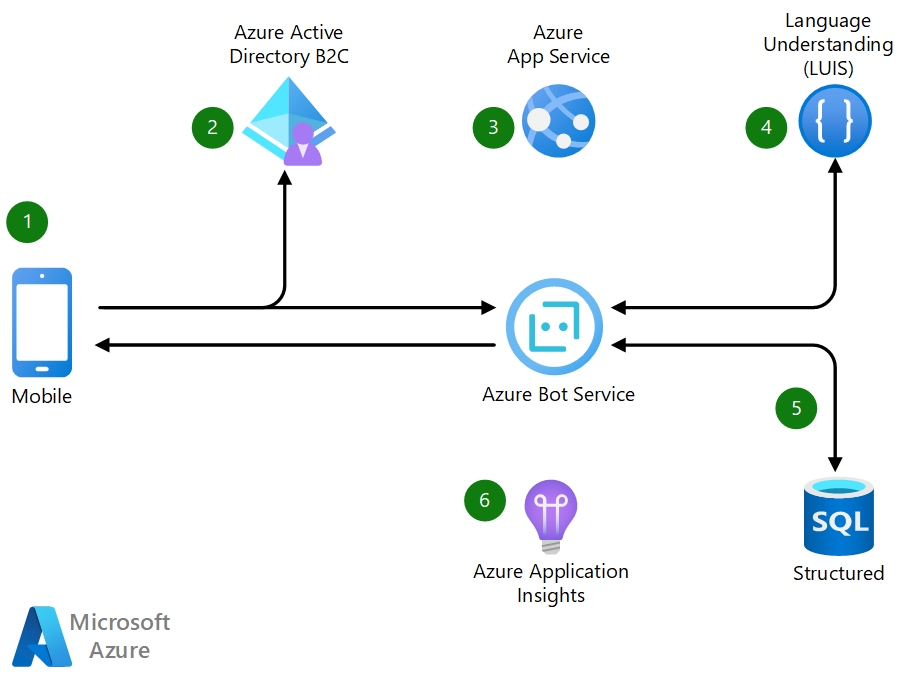 Azure Active
Directory B2C
Azure
App Service
Language
Understanding
(LUIS)
2
3
4
1
Mobile
Azure Bot Service
5
6
SQL
Azure Application
Insights
Structured
Microsoft
Azure